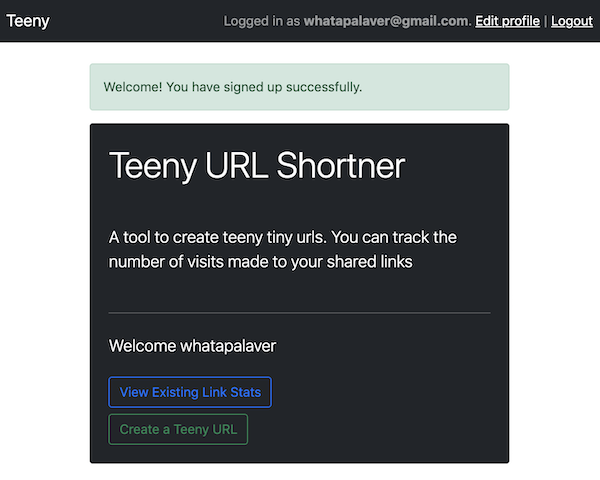 Teeny
Logged in as whatapalaver@gmail.com. Edit profile | Logout
Welcome! You have signed up successfully.
Teeny URL Shortner
A tool to create teeny tiny urls. You can track the
number of visits made to your shared links
Welcome whatapalaver
View Existing Link Stats
Create a Teeny URL